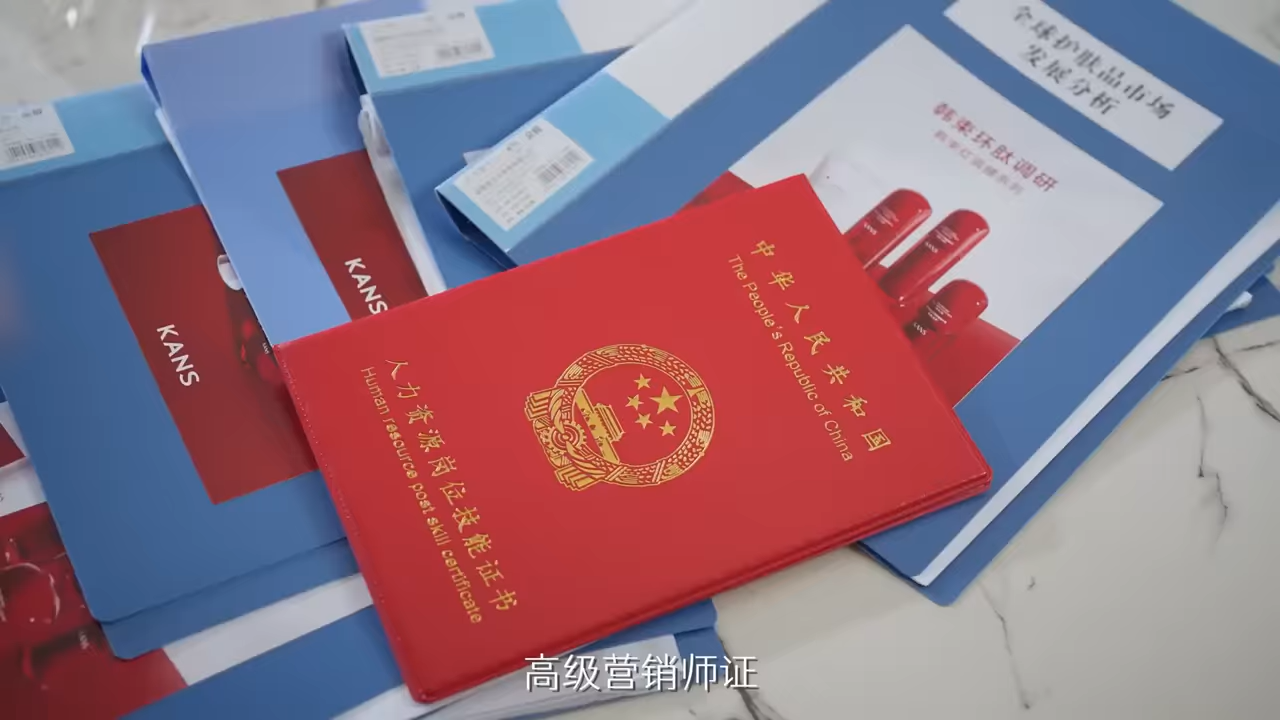 全球护肤品市场
发展分析
韩束环肽调研
KANS
KANS
中华人民共和国
The People's Republic of China
人力资源岗位技能证书
Human resource post skill certificate
高级营销师证